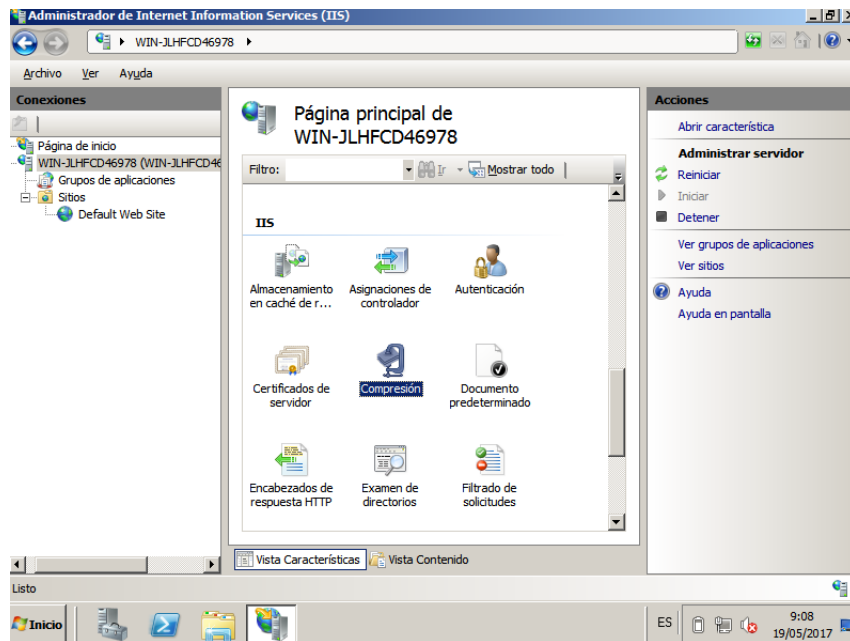 Administrador de Internet Information Services (IIS)
WIN-JLHFCD46978
Archivo Ver Ayuda
Conexiones
Página de inicio
WIN-JLHFCD46978 (WIN-JLHFCD46
Grupos de aplicaciones
Sitios
Default Web Site
Página principal de
WIN-JLHFCD46978
Filtro:
Ir
Mostrar todo
IIS
Almacenamiento
en caché de r...
Asignaciones de
controlador
Autenticación
Certificados de
servidor
Compresión
Documento
predeterminado
Encabezados de
respuesta HTTP
Examen de
directorios
Filtrado de
solicitudes
Vista Características
Vista Contenido
Acciones
Abrir característica
Administrar servidor
Reiniciar
Iniciar
Detener
Ver grupos de aplicaciones
Ver sitios
Ayuda
Ayuda en pantalla
Listo
Inicio
ES
9:08
19/05/2017